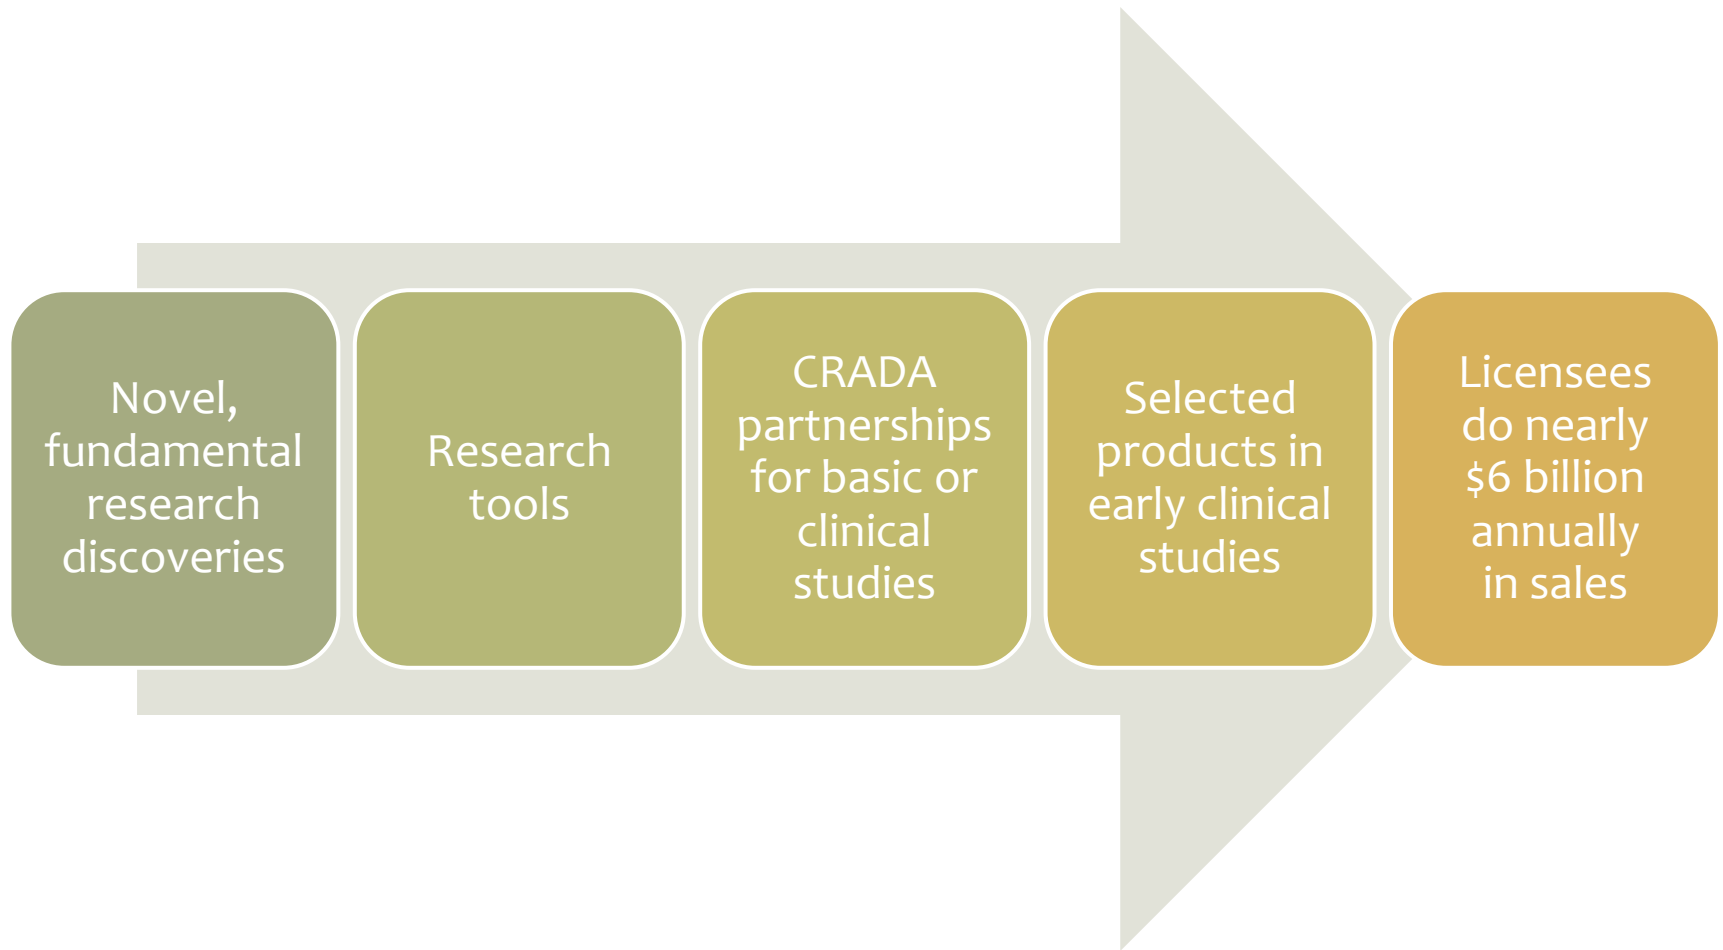 Novel,
fundamental
research
discoveries
Research
tools
CRADA
partnerships
for basic or
clinical
studies
Selected
products in
early clinical
studies
Licensees
do nearly
$6 billion
annually
in sales